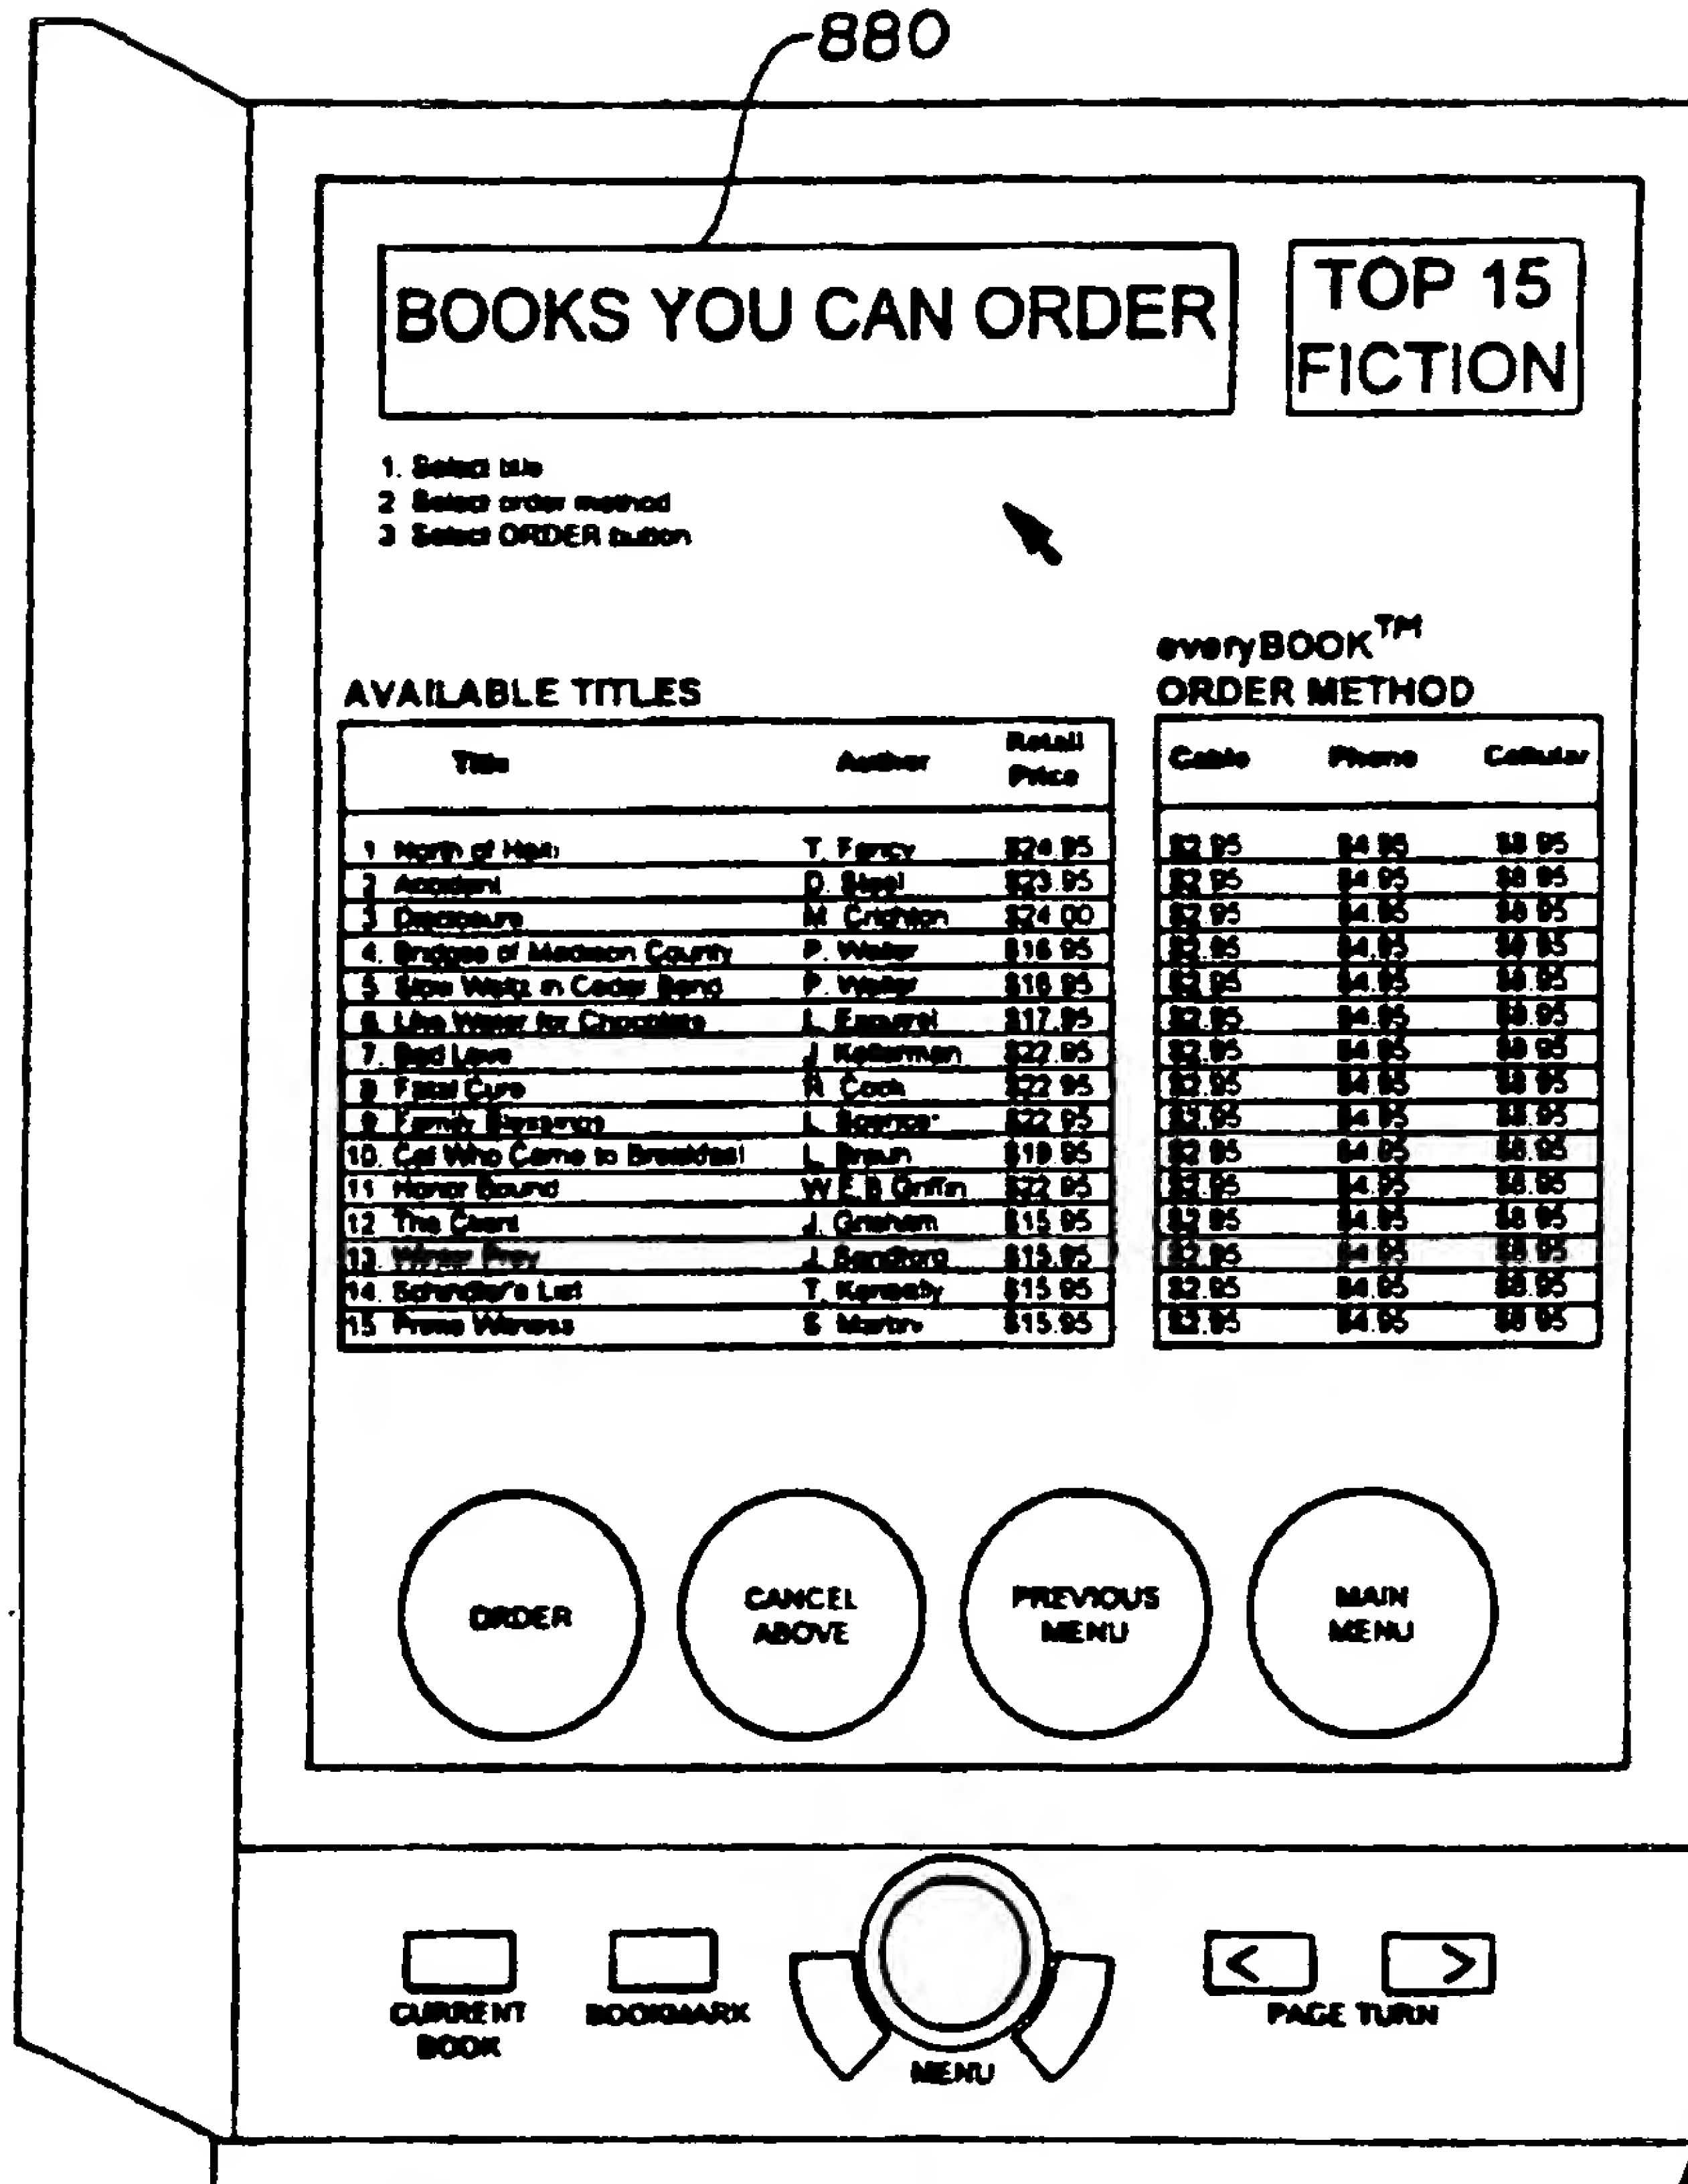 880
BOOKS YOU CAN ORDER
TOP 15
FICTION
1. Select title
2 Select order method
3 Select ORDER button
everyBOOK™
AVAILABLE TITLES
ORDER METHOD
Title Author Retail Price Cable Phone Cellular
1 North of Haiti T. Fancy $24.95 $2.95 $4.95 $8.95
2 Accident D. Steel $23.95 $2.95 $4.95 $8.95
3 Disclosure M. Crighton $24.00 $2.95 $4.95 $8.95
4. Bridges of Madison County P. Waller $16.95 $2.95 $4.95 $8.95
5 Slow Waltz in Cedar Bend P. Waller $16.95 $2.95 $4.95 $8.95
6. Like Water for Chocolate L. $17.95 $2.95 $4.95 $8.95
7. Bad Love J. Kellerman $22.95 $2.95 $4.95 $8.95
8 Fatal Cure R. Cook $22.95 $2.95 $4.95 $8.95
9 Family Blessings L. Spencer $22.95 $2.95 $4.95 $8.95
10. Cat Who Came to Breakfast L. Braun $19.95 $2.95 $4.95 $8.95
11 Honor Bound W.E.B Griffin $22.95 $2.95 $4.95 $8.95
12 The Client J. Grisham $15.95 $2.95 $4.95 $8.95
13. Winter Prey J. Sandford $15.95 $2.95 $4.95 $8.95
14. Schindler's List T. Keneally $15.95 $2.95 $4.95 $8.95
15 Prime Witness S. Martini $15.95 $2.95 $4.95 $8.95
ORDER
CANCEL
ABOVE
PREVIOUS
MENU
MAIN
MENU
< >
CURRENT
BOOK
BOOKMARK
MENU
PAGE TURN